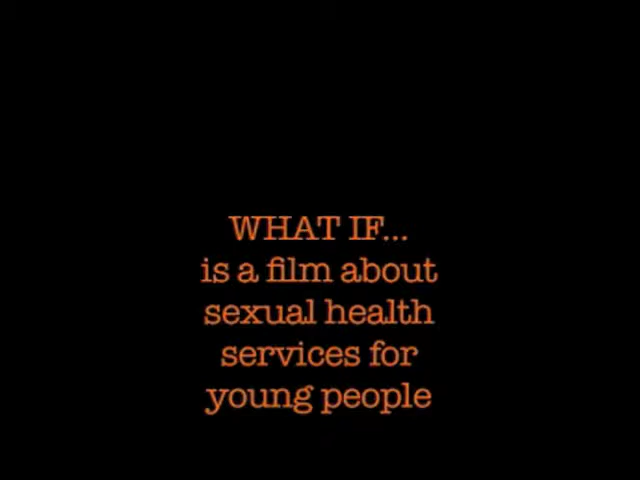 WHAT IF...
is a film about
sexual health
services for
young people